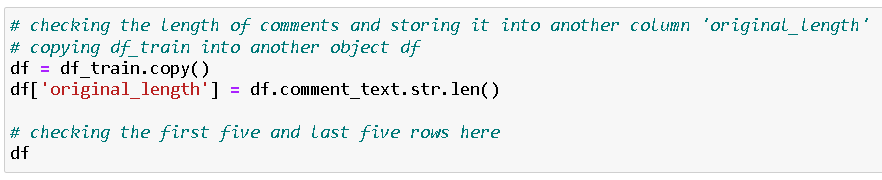 # checking the length of comments and storing it into another column 'original_length'
# copying df_train into another object df
df = df_train.copy()
df['original_length'] = df.comment_text.str.len()
# checking the first five and last five rows here
df